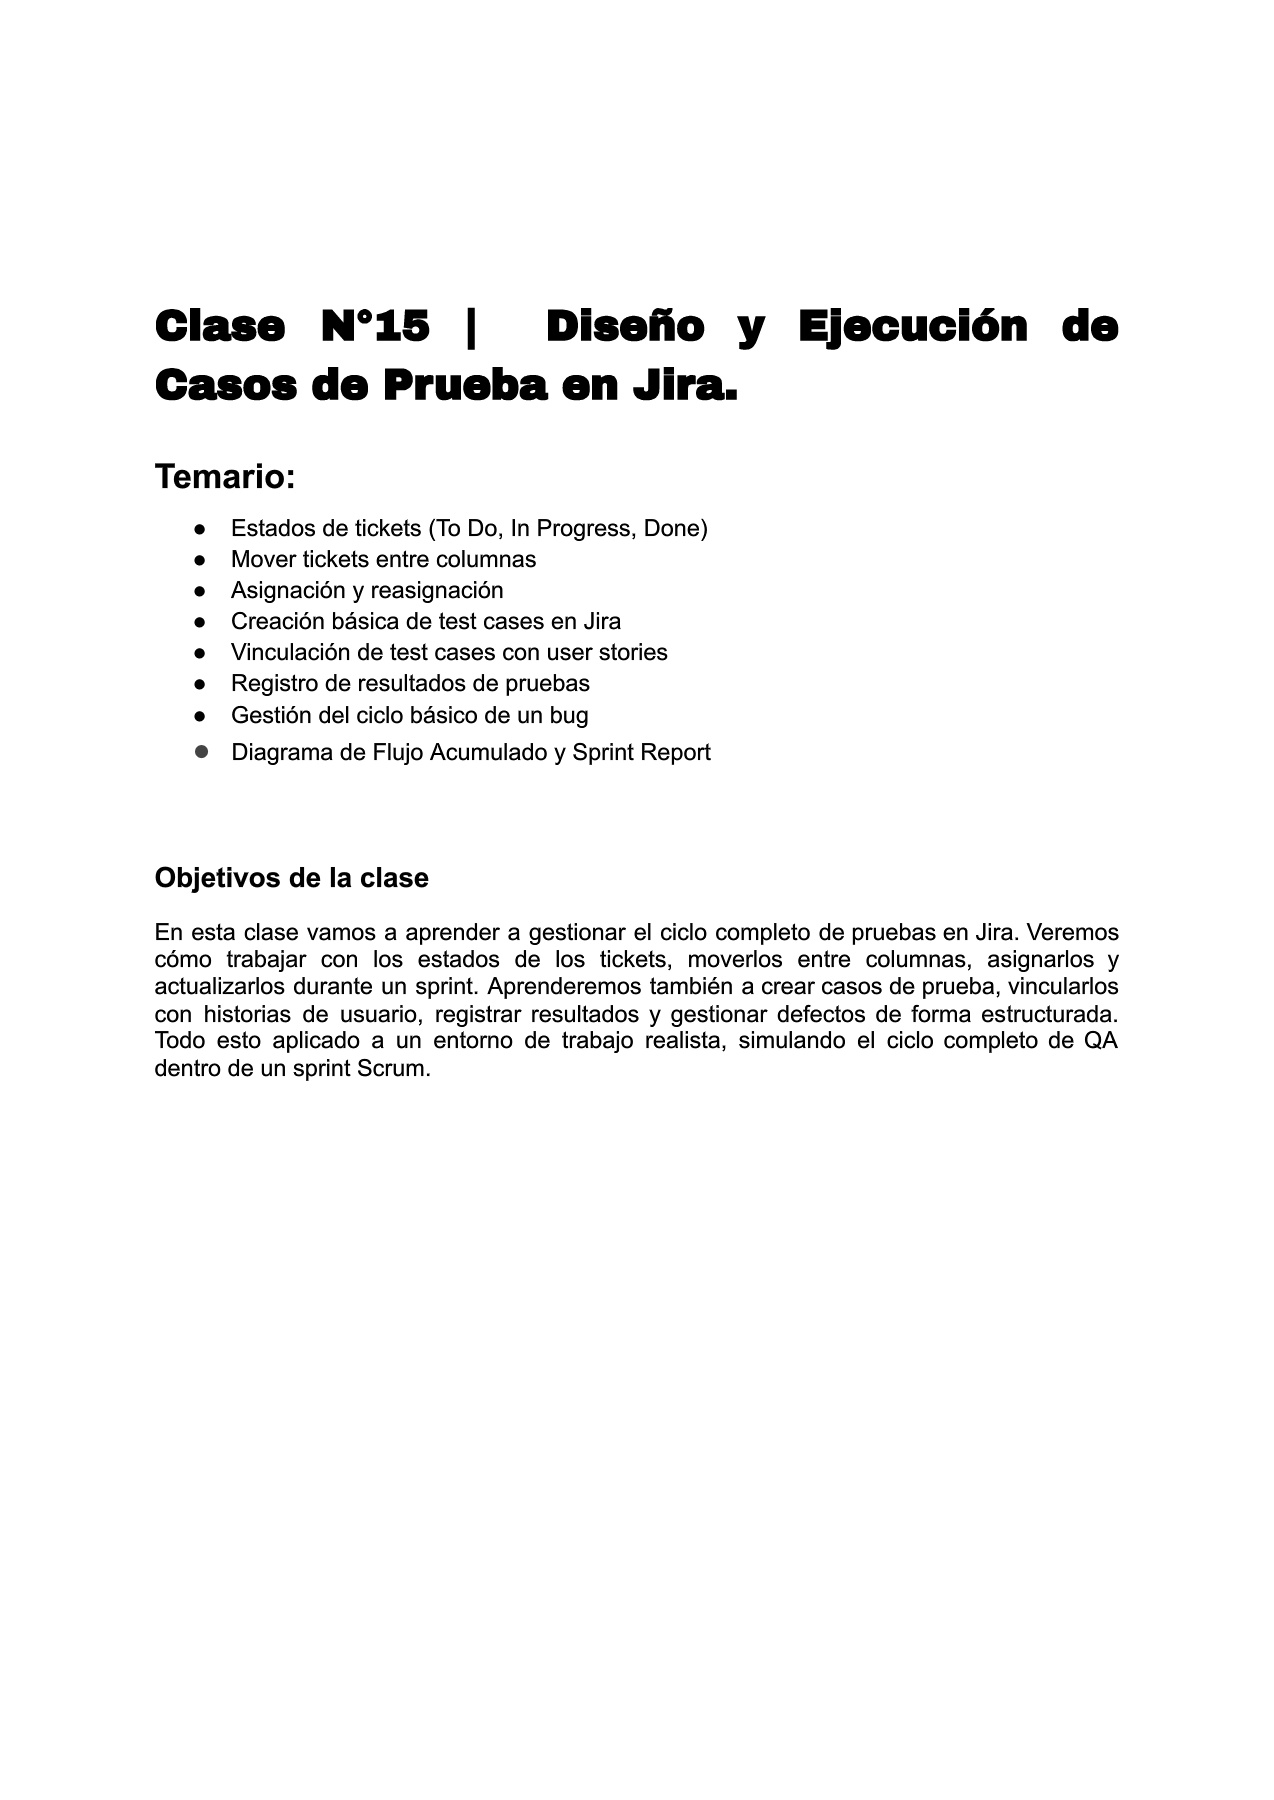 Clase N°15 | Diseño y Ejecución de
Casos de Prueba en Jira.
Temario:
● Estados de tickets (To Do, In Progress, Done)
● Mover tickets entre columnas
● Asignación y reasignación
● Creación básica de test cases en Jira
● Vinculación de test cases con user stories
● Registro de resultados de pruebas
● Gestión del ciclo básico de un bug
● Diagrama de Flujo Acumulado y Sprint Report
Objetivos de la clase
En esta clase vamos a aprender a gestionar el ciclo completo de pruebas en Jira. Veremos
cómo trabajar con los estados de los tickets, moverlos entre columnas, asignarlos y
actualizarlos durante un sprint. Aprenderemos también a crear casos de prueba, vincularlos
con historias de usuario, registrar resultados y gestionar defectos de forma estructurada.
Todo esto aplicado a un entorno de trabajo realista, simulando el ciclo completo de QA
dentro de un sprint Scrum.